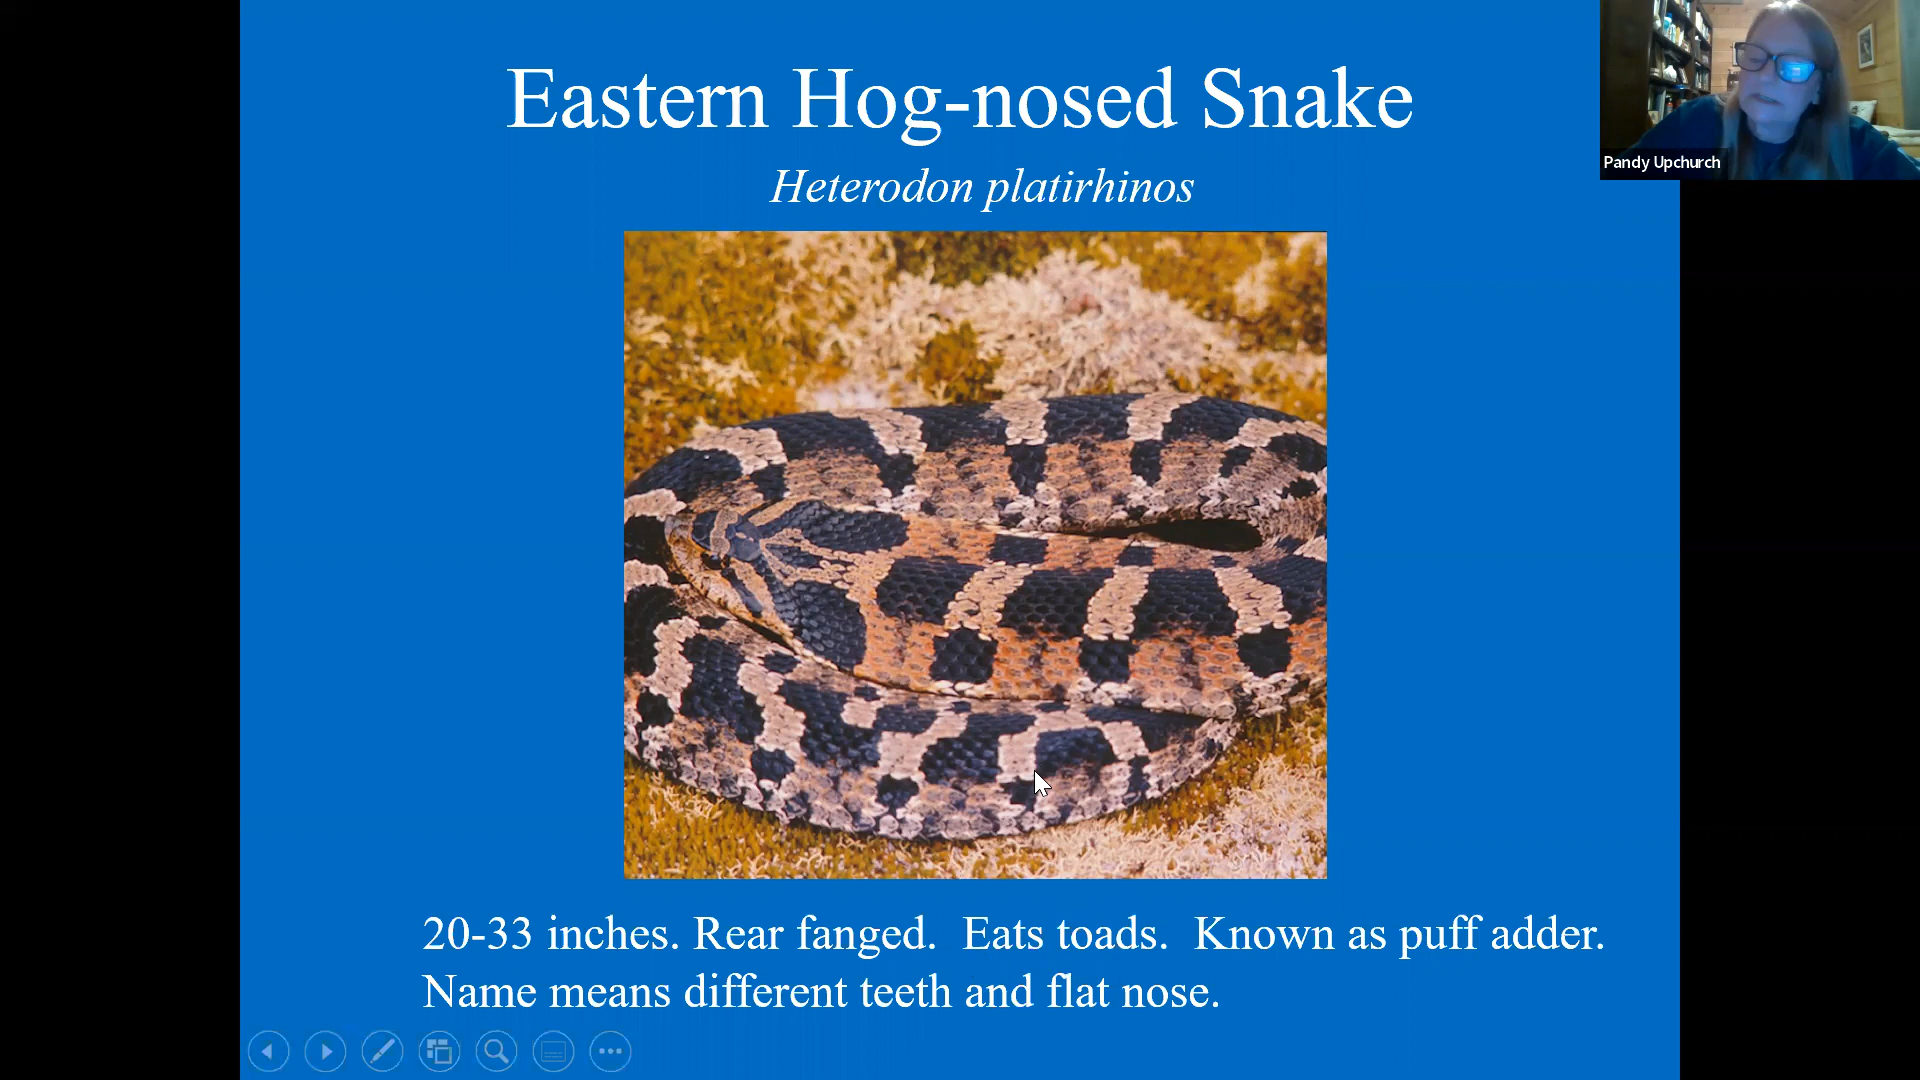 Eastern Hog-nosed Snake
Heterodon platirhinos
Pandy Upchurch
20-33 inches. Rear fanged.  Eats toads.  Known as puff adder.
Name means different teeth and flat nose.